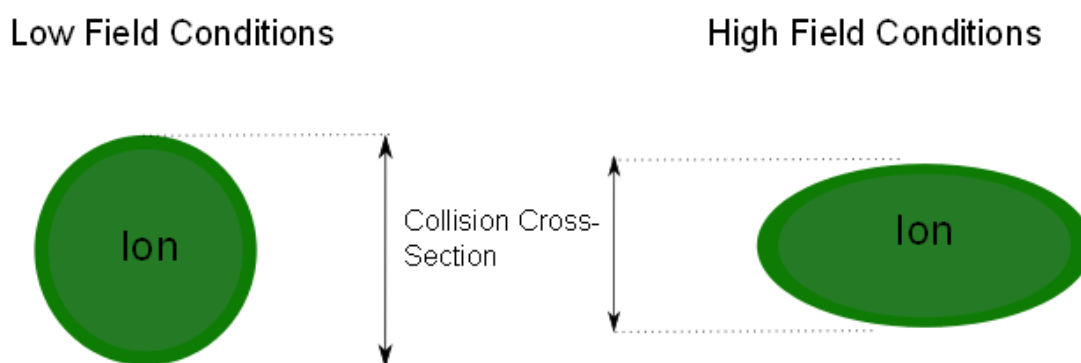 Low Field Conditions
High Field Conditions
Ion
Collision Cross-
Section
Ion